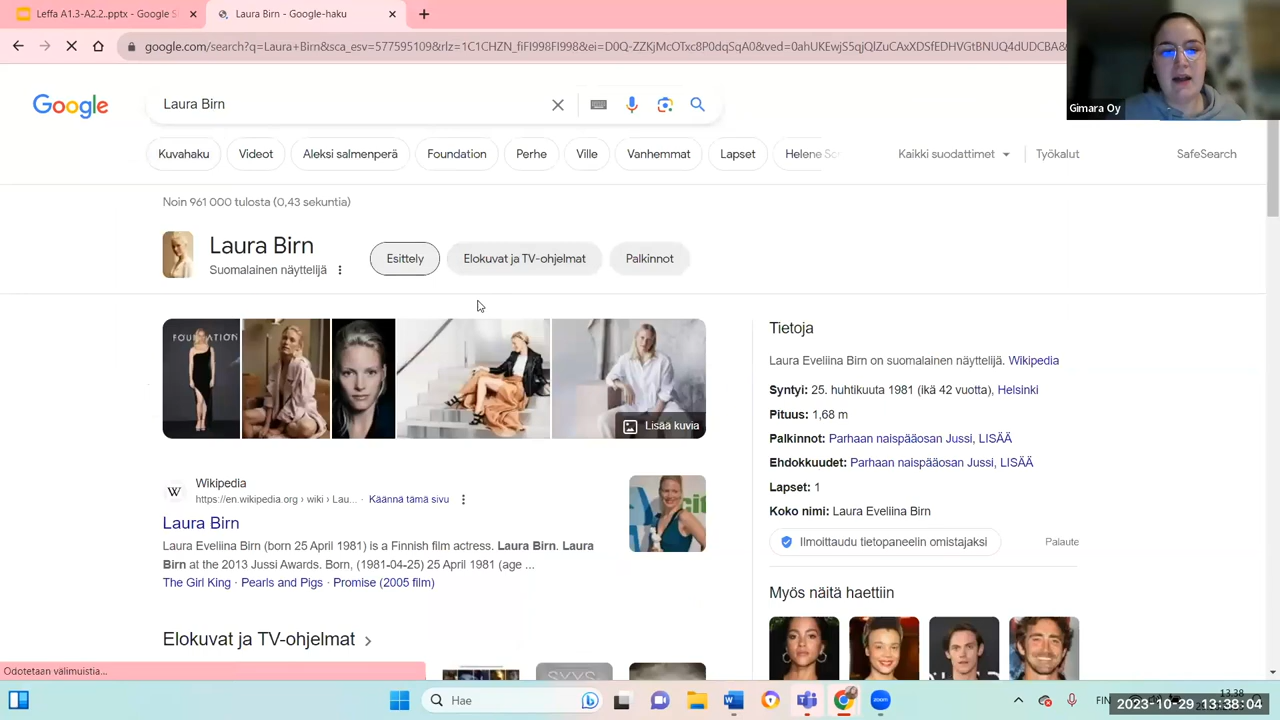 Leffa A1.3-A2.2..pptx - Google S
Laura Birn - Google-haku
google.com/search?q=Laura+Birn&sca_esv=577595109&rlz=1C1CHZN_fiFI998FI998&ei=D0Q-ZZKjMcOTxc8P0dqSqA0&ved=0ahUKEwjS5qjQIZuCAxXDSfEDHVGtBNUQ4dUDCBA&
Gimara Oy
Google
Laura Birn
Kuvahaku
Videot
Aleksi salmenperä
Foundation
Perhe
Ville
Vanhemmat
Lapset
Helene Sc
Kaikki suodattimet
Työkalut
SafeSearch
Noin 961 000 tulosta (0,43 sekuntia)
Laura Birn
Suomalainen näyttelijä
Esittely
Elokuvat ja TV-ohjelmat
Palkinnot
FOUNDATION
Lisää kuvia
Tietoja
Laura Eveliina Birn on suomalainen näyttelijä. Wikipedia
Syntyi: 25. huhtikuuta 1981 (ikä 42 vuotta), Helsinki
Pituus: 1,68 m
Palkinnot: Parhaan naispääosan Jussi, LISÄÄ
Ehdokkuudet: Parhaan naispääosan Jussi, LISÄÄ
Lapset: 1
Koko nimi: Laura Eveliina Birn
Ilmoittaudu tietopaneelin omistajaksi
Palaute
W
Wikipedia
https://en.wikipedia.org › wiki › Lau... · Käännä tämä sivu
Laura Birn
Laura Eveliina Birn (born 25 April 1981) is a Finnish film actress. Laura Birn. Laura
Birn at the 2013 Jussi Awards. Born, (1981-04-25) 25 April 1981 (age ...
The Girl King · Pearls and Pigs · Promise (2005 film)
Myös näitä haettiin
Elokuvat ja TV-ohjelmat
SYYS
Odotetaan välimuistia...
Hae
FIN
13.38
2023-10-29 13:38:04